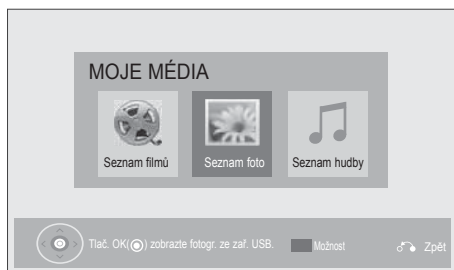 MOJE MÉDIA
Seznam filmů
Seznam foto
Seznam hudby
Tlač. OK(◉) zobrazte fotogr. ze zař. USB.
Možnost
Zpět